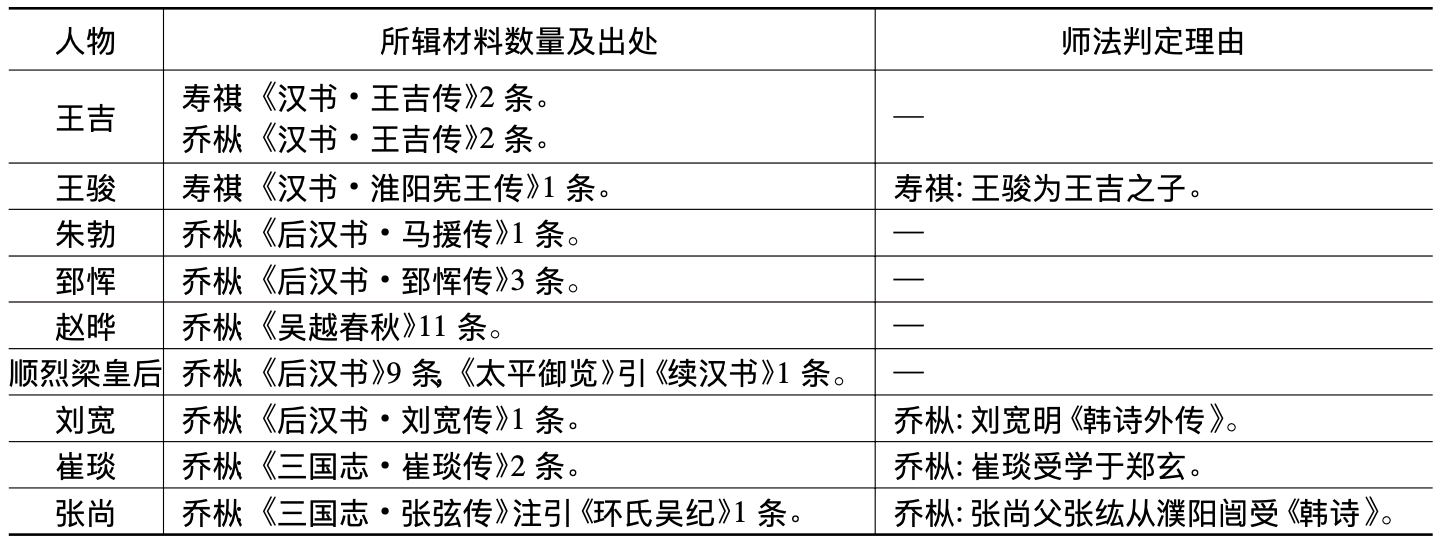 人物 所辑材料数量及出处 师法判定理由
王吉 寿祺:《汉书·王吉传》2 条。 —
乔枞:《汉书·王吉传》2 条。
王骏 寿祺:《汉书·淮阳宪王传》1 条。 寿祺:王骏为王吉之子。
朱勃 乔枞:《后汉书·马援传》1 条。 —
郅恽 乔枞:《后汉书·郅恽传》3 条。 —
赵晔 乔枞:《吴越春秋》11 条。 —
顺烈梁皇后 乔枞:《后汉书》9 条,《太平御览》引《续汉书》1 条。 —
刘宽 乔枞:《后汉书·刘宽传》1 条。 乔枞:刘宽明《韩诗外传》。
崔琰 乔枞:《三国志·崔琰传》2 条。 乔枞:崔琰受学于郑玄。
张尚 乔枞:《三国志·张弦传》注引《环氏吴纪》1 条。 乔枞:张尚父张纮从濮阳闿受《韩诗》。